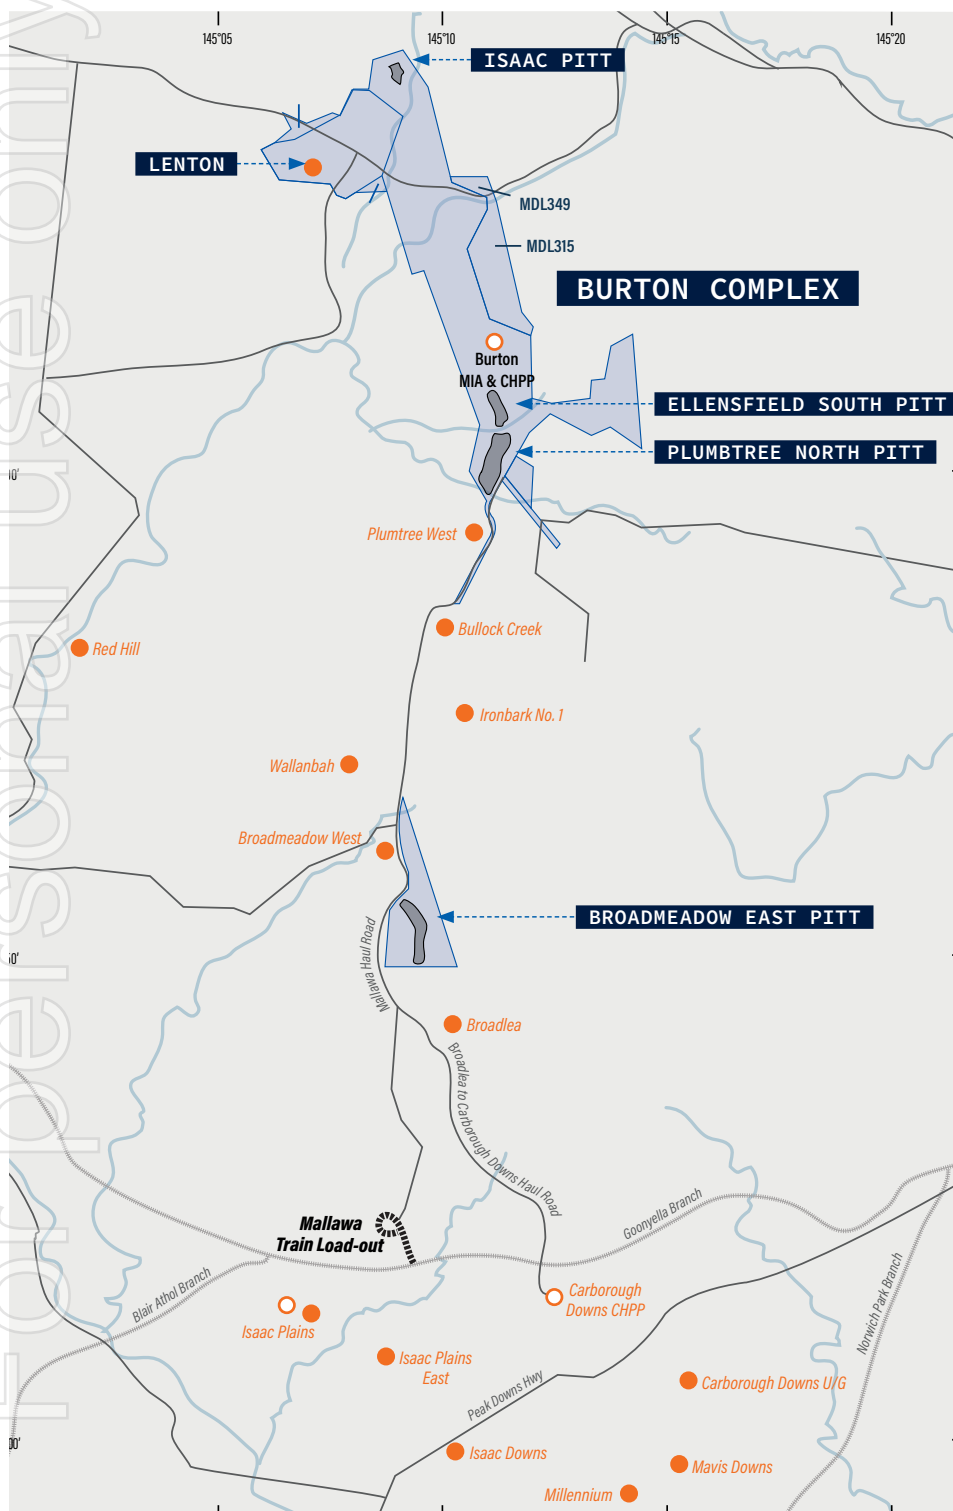 145°05
145°10
145°15
145°20
ISAAC PITT
LENTON
MDL349
MDL315
BURTON COMPLEX
Burton
MIA & CHPP
ELLENSFIELD SOUTH PITT
PLUMBTREE NORTH PITT
Plumtree West
Bullock Creek
Red Hill
Ironbark No. 1
Wallanbah
Broadmeadow West
BROADMEADOW EAST PITT
Mallawa Haul Road
Broadlea
Broadlea to Carborough Downs Haul Road
Mallawa
Train Load-out
Goonyella Branch
Blair Athol Branch
Norwich Park Branch
Carborough
Downs CHPP
Isaac Plains
Isaac Plains
East
Peak Downs Hwy
Carborough Downs U/G
Isaac Downs
Mavis Downs
Millennium
For personal use only